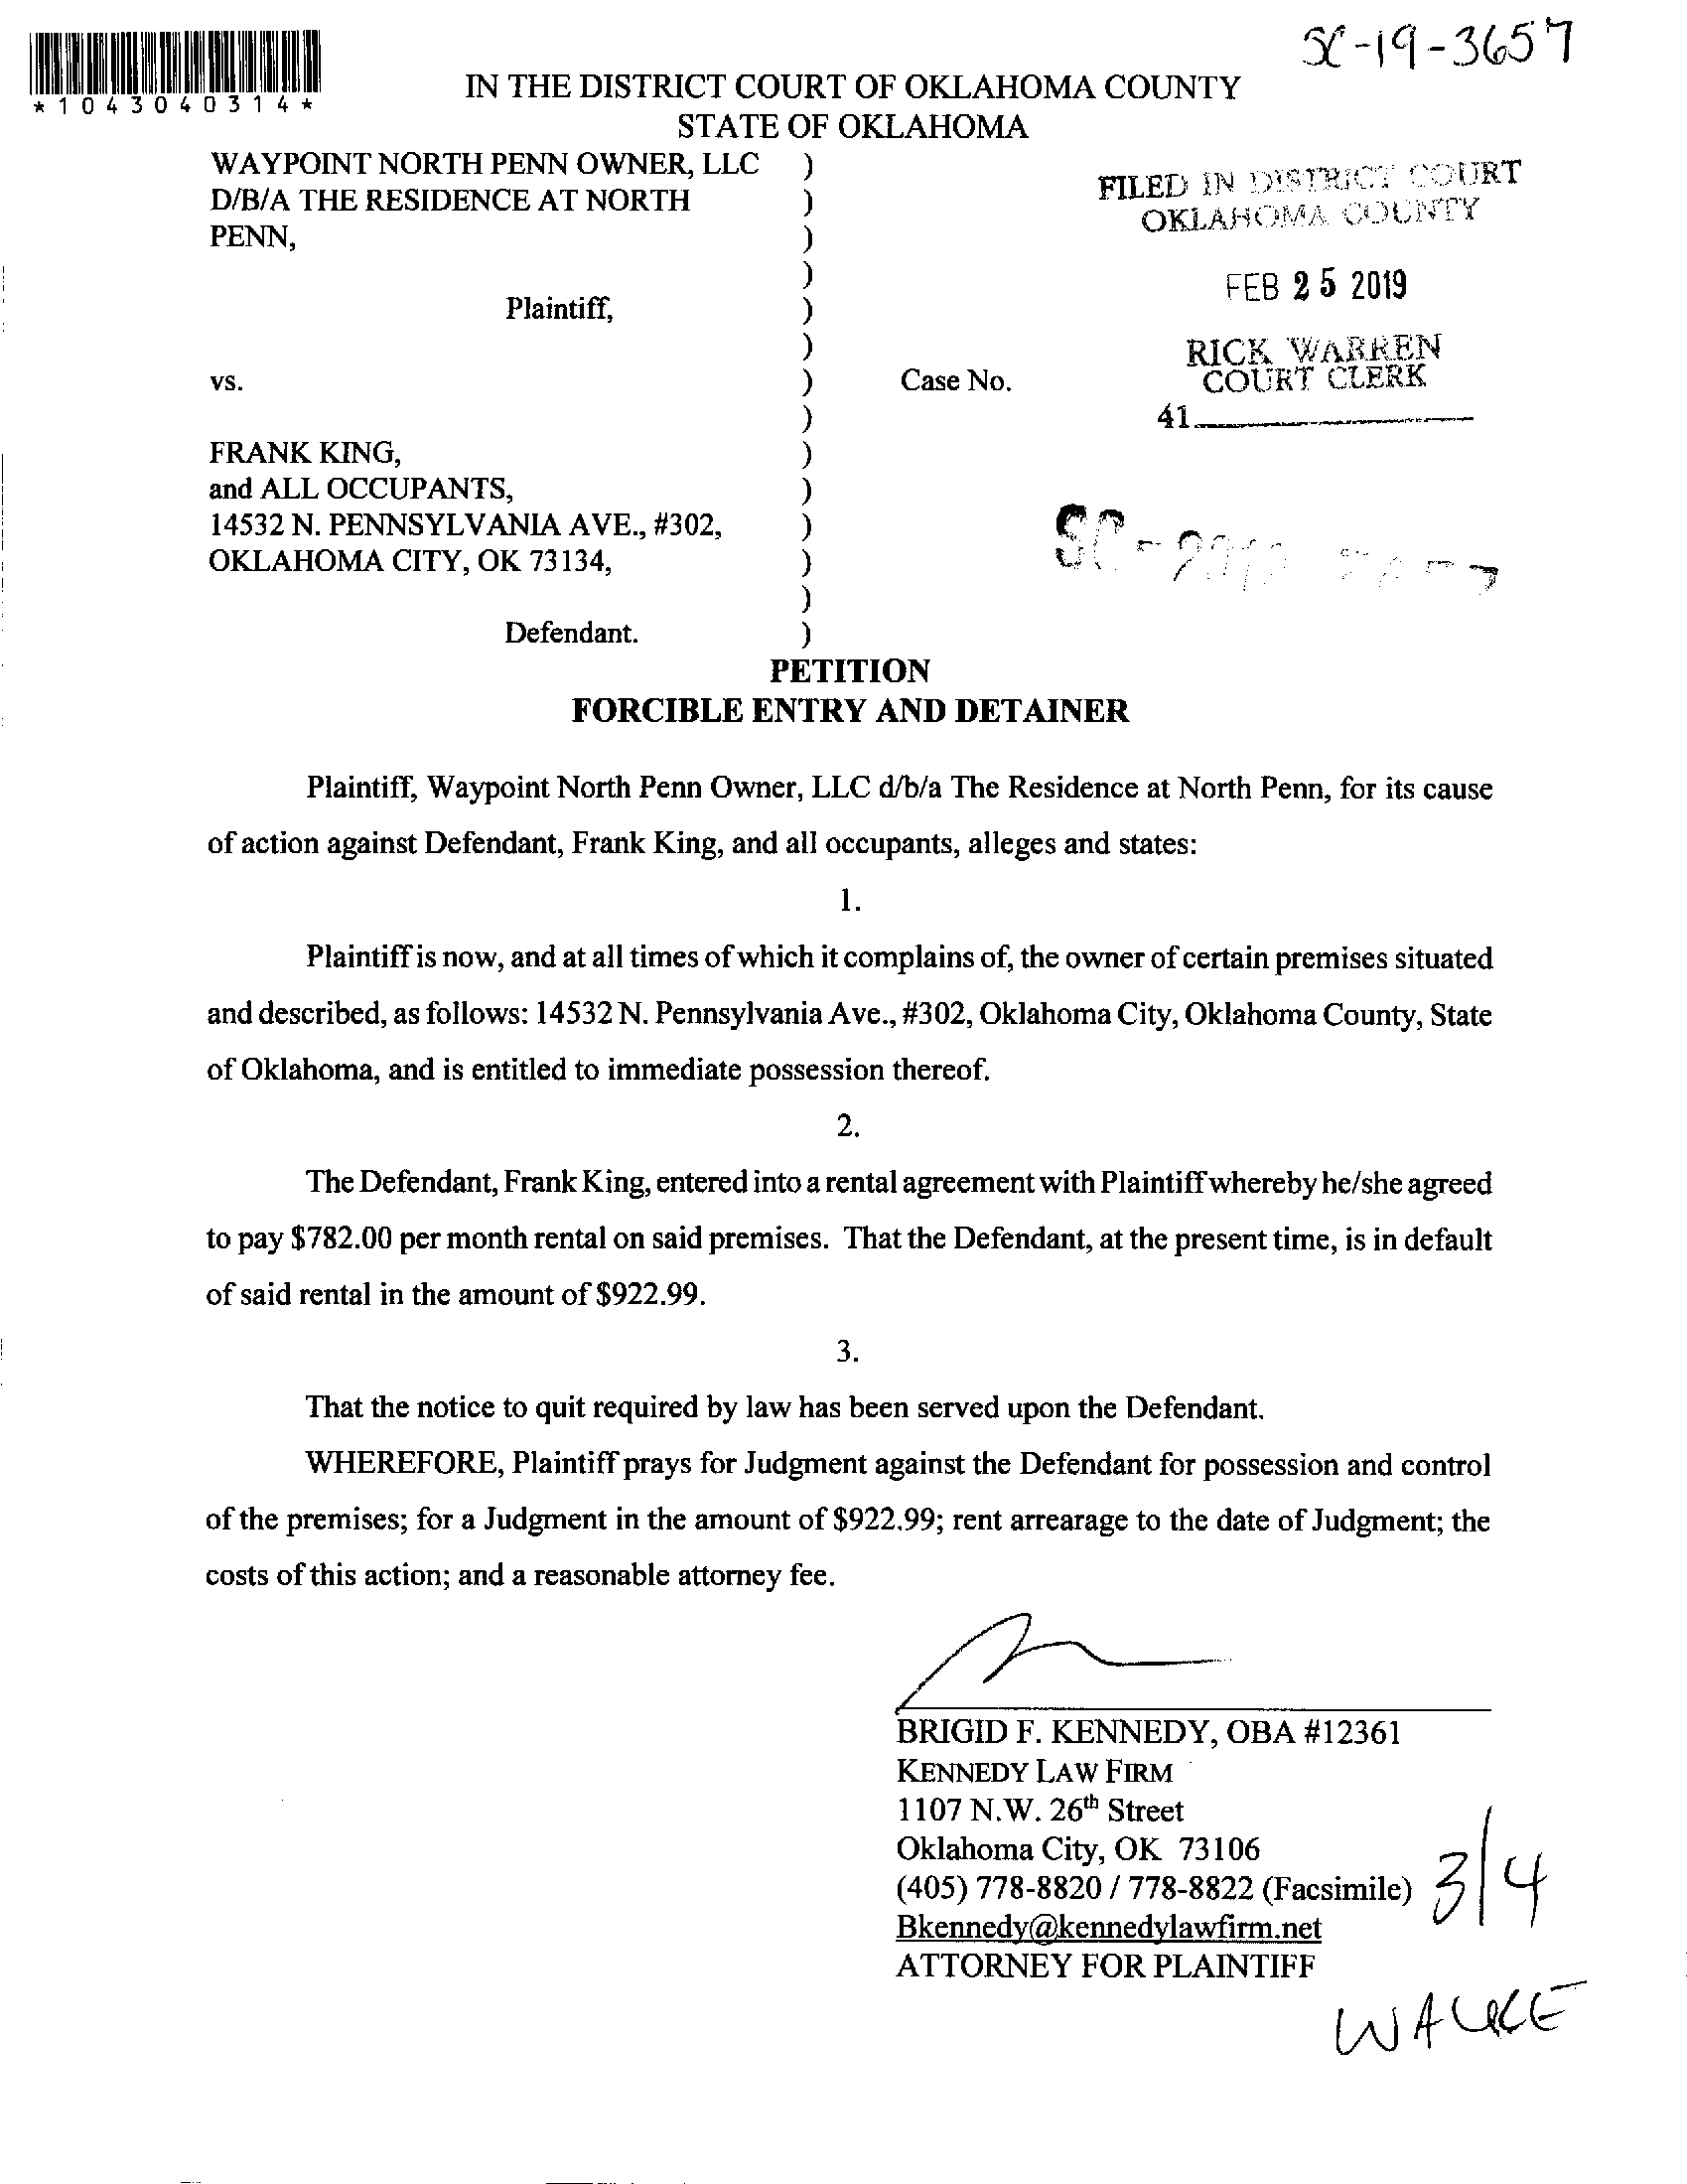 SC-19-3657
*1043040314*
IN THE DISTRICT COURT OF OKLAHOMA COUNTY
STATE OF OKLAHOMA
WAYPOINT NORTH PENN OWNER, LLC )
D/B/A THE RESIDENCE AT NORTH )
PENN, )
)
Plaintiff, )
)
vs. ) Case No.
)
FRANK KING, )
and ALL OCCUPANTS, )
14532 N. PENNSYLVANIA AVE., #302, )
OKLAHOMA CITY, OK 73134, )
)
Defendant. )
FILED IN DISTRICT COURT
OKLAHOMA COUNTY
FEB 25 2019
RICK WARREN
COURT CLERK
41
SC -
PETITION
FORCIBLE ENTRY AND DETAINER
Plaintiff, Waypoint North Penn Owner, LLC d/b/a The Residence at North Penn, for its cause
of action against Defendant, Frank King, and all occupants, alleges and states:
1.
Plaintiff is now, and at all times of which it complains of, the owner of certain premises situated
and described, as follows: 14532 N. Pennsylvania Ave., #302, Oklahoma City, Oklahoma County, State
of Oklahoma, and is entitled to immediate possession thereof.
2.
The Defendant, Frank King, entered into a rental agreement with Plaintiff whereby he/she agreed
to pay $782.00 per month rental on said premises. That the Defendant, at the present time, is in default
of said rental in the amount of $922.99.
3.
That the notice to quit required by law has been served upon the Defendant.
WHEREFORE, Plaintiff prays for Judgment against the Defendant for possession and control
of the premises; for a Judgment in the amount of $922.99; rent arrearage to the date of Judgment; the
costs of this action; and a reasonable attorney fee.
BRIGID F. KENNEDY, OBA #12361
KENNEDY LAW FIRM
1107 N.W. 26th Street
Oklahoma City, OK 73106
(405) 778-8820 / 778-8822 (Facsimile)
Bkennedy@kennedylawfirm.net
ATTORNEY FOR PLAINTIFF
3/4